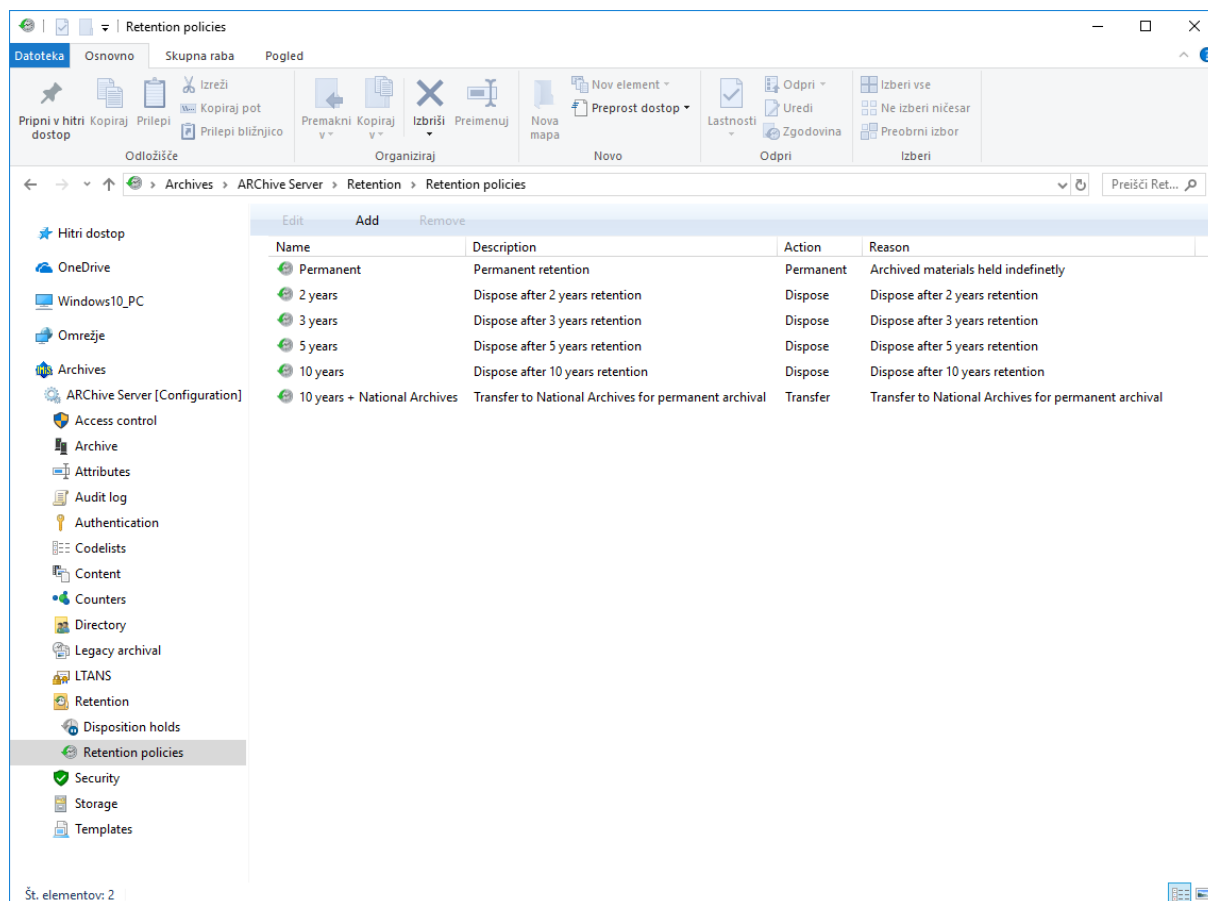 Retention policies
Datoteka Osnovno Skupna raba Pogled
Pripni v hitri dostop
Kopiraj
Prilepi
Izreži
Kopiraj pot
Prilepi bližnjico
Odložišče
Premakni v
Kopiraj v
Izbriši
Preimenuj
Organiziraj
Nova mapa
Nov element
Preprost dostop
Novo
Lastnosti
Odpri
Uredi
Zgodovina
Odpri
Izberi vse
Ne izberi ničesar
Preobrni izbor
Izberi
Archives > ARChive Server > Retention > Retention policies
Preišči Ret...
Hitri dostop
OneDrive
Windows10_PC
Omrežje
Archives
ARChive Server [Configuration]
Access control
Archive
Attributes
Audit log
Authentication
Codelists
Content
Counters
Directory
Legacy archival
LTANS
Retention
Disposition holds
Retention policies
Security
Storage
Templates
Edit Add Remove
Name Description Action Reason
Permanent Permanent retention Permanent Archived materials held indefinetly
2 years Dispose after 2 years retention Dispose Dispose after 2 years retention
3 years Dispose after 3 years retention Dispose Dispose after 3 years retention
5 years Dispose after 5 years retention Dispose Dispose after 5 years retention
10 years Dispose after 10 years retention Dispose Dispose after 10 years retention
10 years + National Archives Transfer to National Archives for permanent archival Transfer Transfer to National Archives for permanent archival
Št. elementov: 2